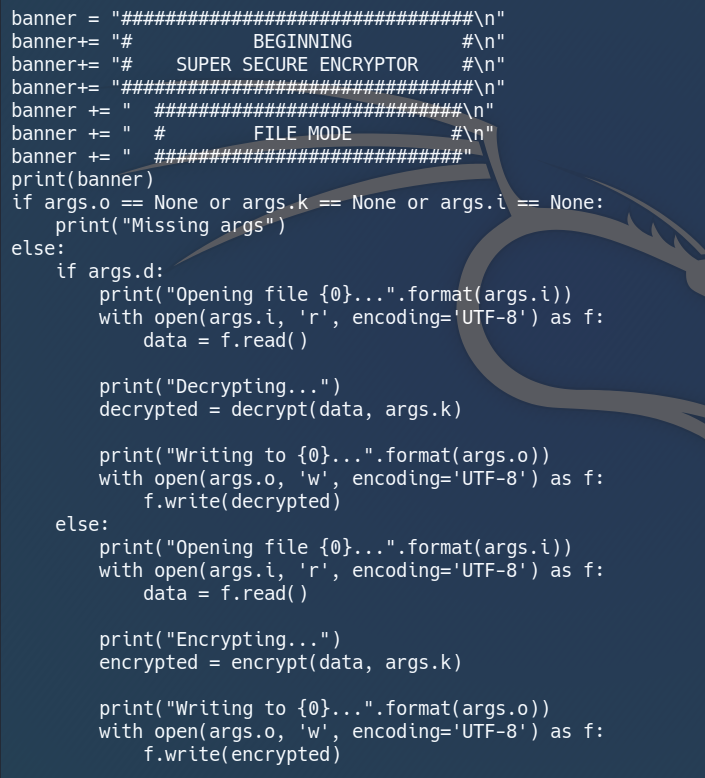 banner = "################################\n"
banner+= "#           BEGINNING          #\n"
banner+= "#    SUPER SECURE ENCRYPTOR    #\n"
banner+= "################################\n"
banner += "  ############################\n"
banner += "  #        FILE MODE         #\n"
banner += "  ############################"
print(banner)
if args.o == None or args.k == None or args.i == None:
    print("Missing args")
else:
    if args.d:
        print("Opening file {0}...".format(args.i))
        with open(args.i, 'r', encoding='UTF-8') as f:
            data = f.read()

        print("Decrypting...")
        decrypted = decrypt(data, args.k)

        print("Writing to {0}...".format(args.o))
        with open(args.o, 'w', encoding='UTF-8') as f:
            f.write(decrypted)
    else:
        print("Opening file {0}...".format(args.i))
        with open(args.i, 'r', encoding='UTF-8') as f:
            data = f.read()

        print("Encrypting...")
        encrypted = encrypt(data, args.k)

        print("Writing to {0}...".format(args.o))
        with open(args.o, 'w', encoding='UTF-8') as f:
            f.write(encrypted)